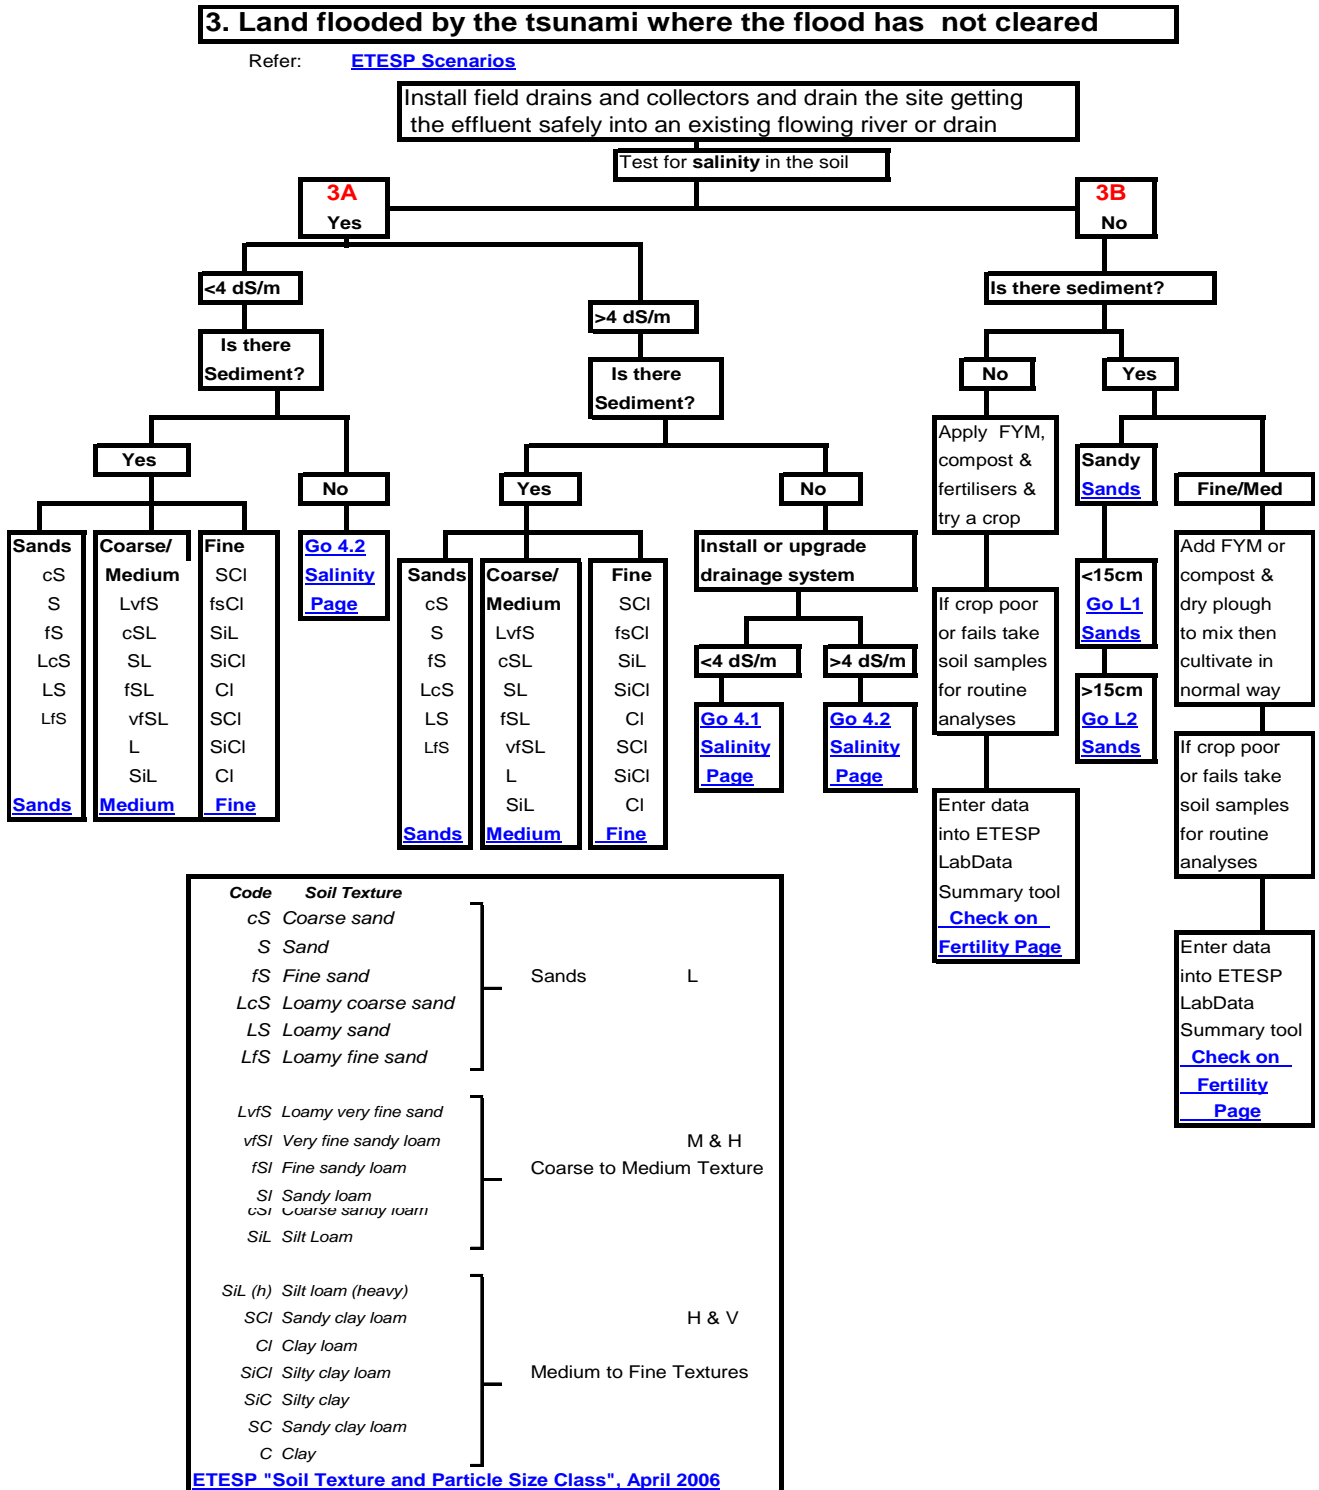 3. Land flooded by the tsunami where the flood has  not cleared
Refer: ETESP Scenarios
Install field drains and collectors and drain the site getting
the effluent safely into an existing flowing river or drain
Test for salinity in the soil
3A
Yes
3B
No
<4 dS/m
>4 dS/m
Is there sediment?
Is there
Sediment?
Is there
Sediment?
No
Yes
Yes
No
Yes
No
Sands
cS
S
fS
LcS
LS
LfS
Sands
Coarse/
Medium
LvfS
cSL
SL
fSL
vfSL
L
SiL
Medium
Fine
SCl
fsCl
SiL
SiCl
Cl
SCl
SiCl
Cl
Fine
Go 4.2
Salinity
Page
Sands
cS
S
fS
LcS
LS
LfS
Sands
Coarse/
Medium
LvfS
cSL
SL
fSL
vfSL
L
SiL
Medium
Fine
SCl
fsCl
SiL
SiCl
Cl
SCl
SiCl
Cl
Fine
Install or upgrade
drainage system
<4 dS/m
>4 dS/m
Go 4.1
Salinity
Page
Go 4.2
Salinity
Page
Apply FYM,
compost &
fertilisers &
try a crop
If crop poor
or fails take
soil samples
for routine
analyses
Enter data
into ETESP
LabData
Summary tool
Check on
Fertility Page
Sandy
Sands
<15cm
Go L1
Sands
>15cm
Go L2
Sands
Fine/Med
Add FYM or
compost &
dry plough
to mix then
cultivate in
normal way
If crop poor
or fails take
soil samples
for routine
analyses
Enter data
into ETESP
LabData
Summary tool
Check on
Fertility
Page
Code Soil Texture
cS Coarse sand
S Sand
fS Fine sand Sands L
LcS Loamy coarse sand
LS Loamy sand
LfS Loamy fine sand
LvfS Loamy very fine sand
vfSl Very fine sandy loam M & H
fSl Fine sandy loam Coarse to Medium Texture
Sl Sandy loam
cSl Coarse sandy loam
SiL Silt Loam
SiL (h) Silt loam (heavy)
SCl Sandy clay loam H & V
Cl Clay loam
SiCl Silty clay loam Medium to Fine Textures
SiC Silty clay
SC Sandy clay loam
C Clay
ETESP "Soil Texture and Particle Size Class", April 2006